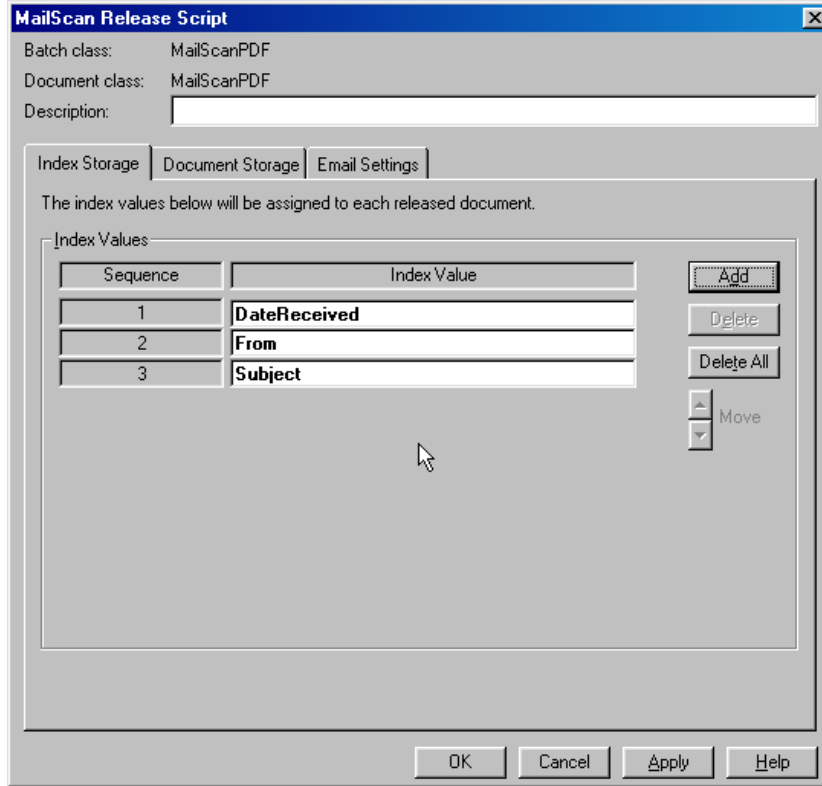 MailScan Release Script
Batch class: MailScanPDF
Document class: MailScanPDF
Description:
Index Storage Document Storage Email Settings
The index values below will be assigned to each released document.
Index Values
Sequence Index Value Add
1 DateReceived Delete
2 From
3 Subject Delete All
Move
OK Cancel Apply Help